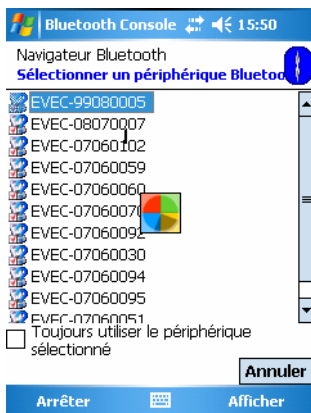 Bluetooth Console 15:50
Navigateur Bluetooth
Sélectionner un périphérique Bluetoo
EVEC-99080005
EVEC-08070007
EVEC-07060102
EVEC-07060059
EVEC-07060060
EVEC-0706007
EVEC-07060092
EVEC-07060030
EVEC-07060094
EVEC-07060095
EVEC-07060051
Toujours utiliser le périphérique
sélectionné
Annuler
Arrêter Afficher